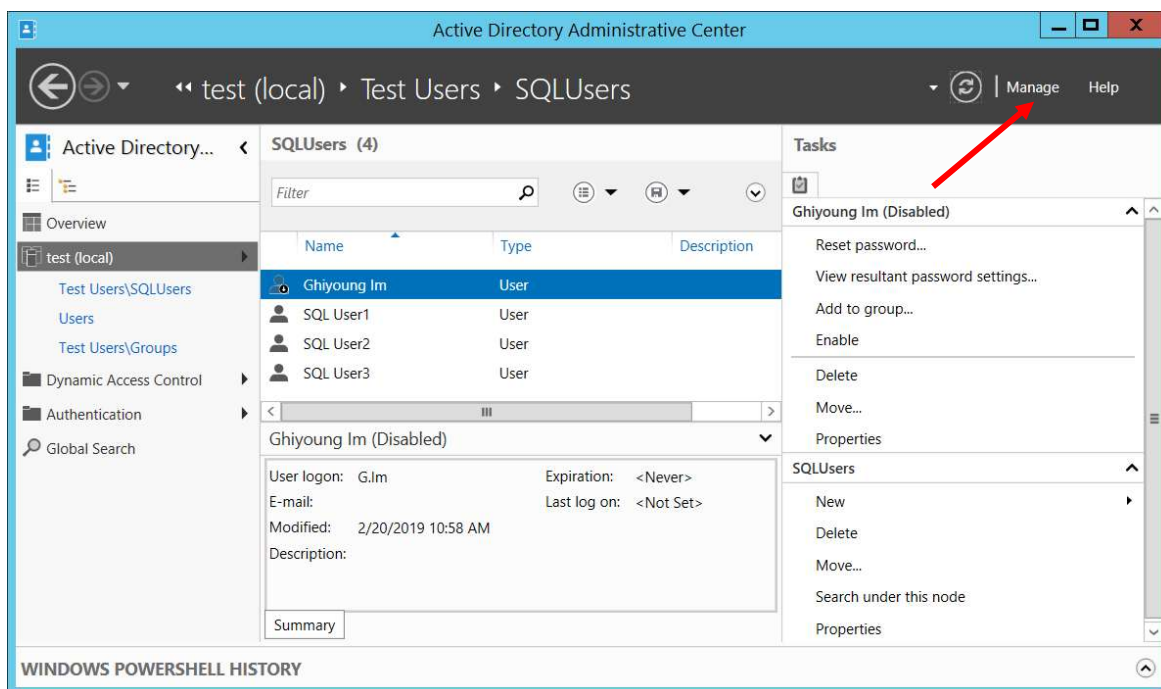 Active Directory Administrative Center
test (local) Test Users SQLUsers
Manage Help
Active Directory...
Overview
test (local)
Test Users\SQLUsers
Users
Test Users\Groups
Dynamic Access Control
Authentication
Global Search
SQLUsers (4)
Filter
Name Type Description
Ghiyoung Im User
SQL User1 User
SQL User2 User
SQL User3 User
Ghiyoung Im (Disabled)
User logon: G.Im Expiration: <Never>
E-mail: Last log on: <Not Set>
Modified: 2/20/2019 10:58 AM
Description:
Summary
Tasks
Ghiyoung Im (Disabled)
Reset password...
View resultant password settings...
Add to group...
Enable
Delete
Move...
Properties
SQLUsers
New
Delete
Move...
Search under this node
Properties
WINDOWS POWERSHELL HISTORY